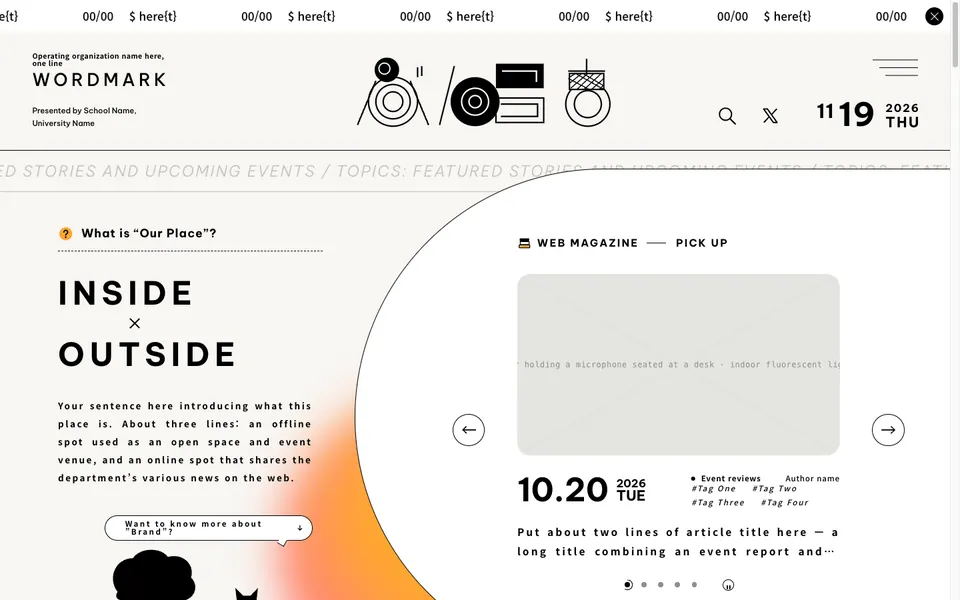 e{t} 00/00 $ here{t} 00/00 $ here{t} 00/00 $ here{t} 00/00 $ here{t} 00/00 $ here{t} 00/00
Operating organization name here,
one line
WORDMARK
Presented by School Name,
University Name
11 19 2026
THU
ED STORIES AND UPCOMING EVENTS / TOPICS: FEATURED STORIES AND UPCOMING EVENTS / TOPICS: FEAT
? What is “Our Place”?
INSIDE
×
OUTSIDE
Your sentence here introducing what this
place is. About three lines: an offline
spot used as an open space and event
venue, and an online spot that shares the
department’s various news on the web.
Want to know more about
"Brand"? ↓
WEB MAGAZINE — PICK UP
holding a microphone seated at a desk · indoor fluorescent lig
10.20 2026
TUE
• Event reviews Author name
#Tag One #Tag Two
#Tag Three #Tag Four
Put about two lines of article title here — a
long title combining an event report and…